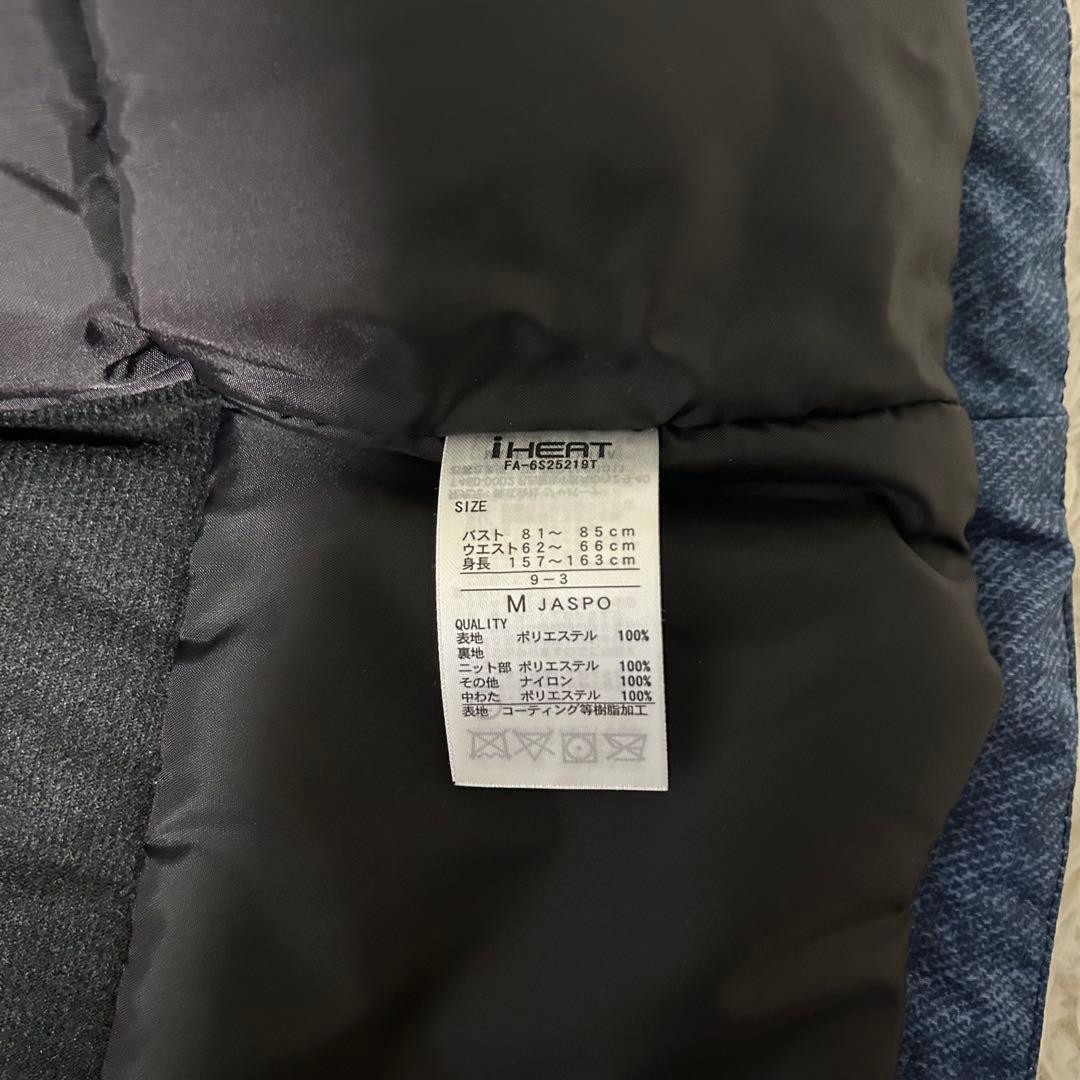 iHEAT
FA-6S25219T
SIZE
バスト 81～ 85cm
ウエスト62～ 66cm
身長 157～163cm
9-3
M JASPO
QUALITY
表地 ポリエステル 100%
裏地
ニット部 ポリエステル 100%
その他 ナイロン 100%
中わた ポリエステル 100%
表地 コーティング等樹脂加工